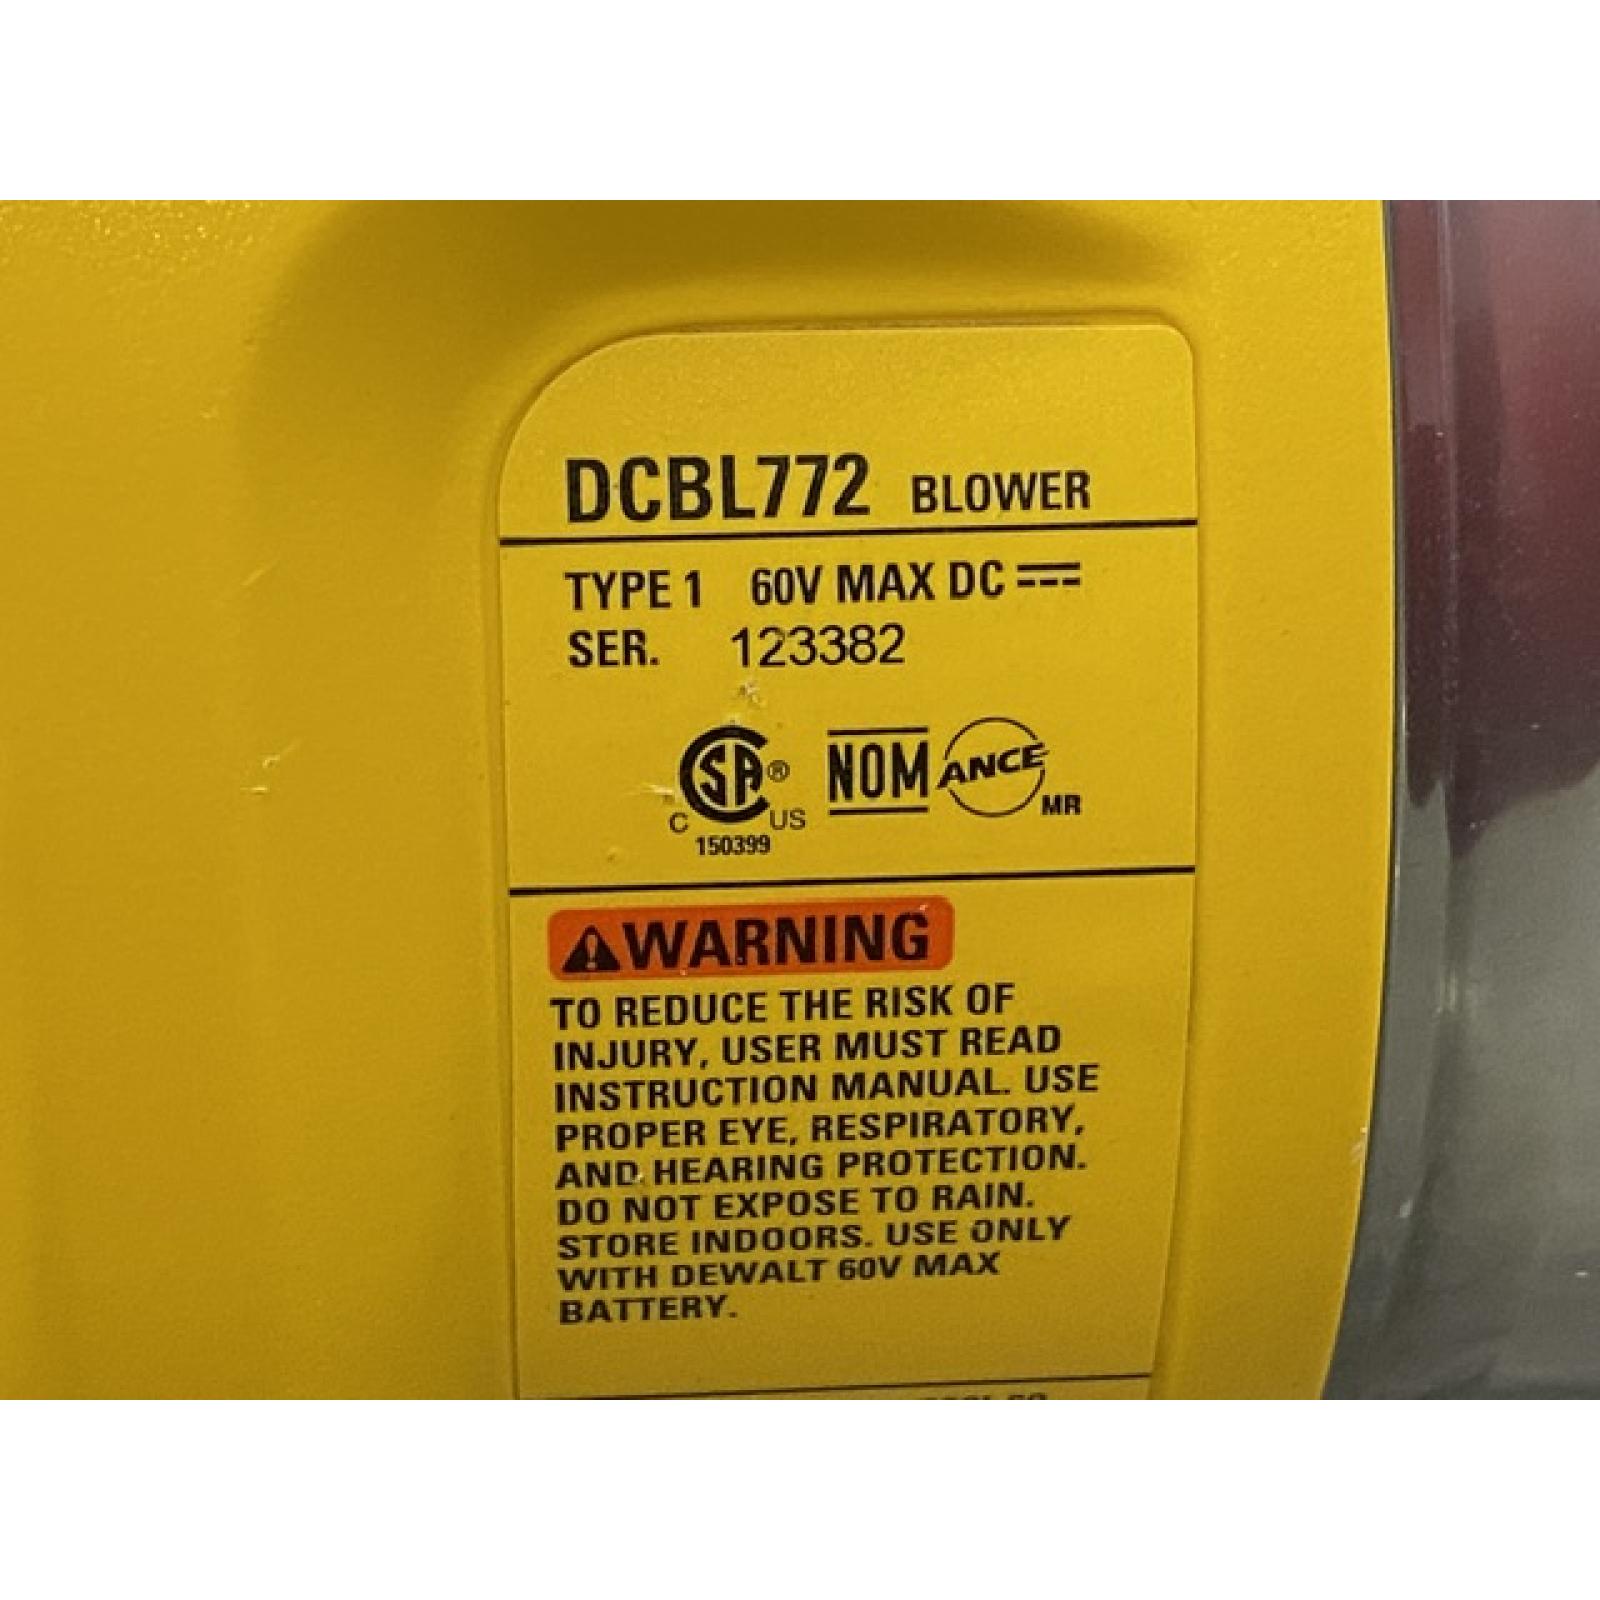 DCBL772 BLOWER
TYPE 1 60V MAX DC
SER. 123382
CSA® NOM ANCE
C US MR
150399
WARNING
TO REDUCE THE RISK OF
INJURY, USER MUST READ
INSTRUCTION MANUAL. USE
PROPER EYE, RESPIRATORY,
AND HEARING PROTECTION.
DO NOT EXPOSE TO RAIN.
STORE INDOORS. USE ONLY
WITH DEWALT 60V MAX
BATTERY.